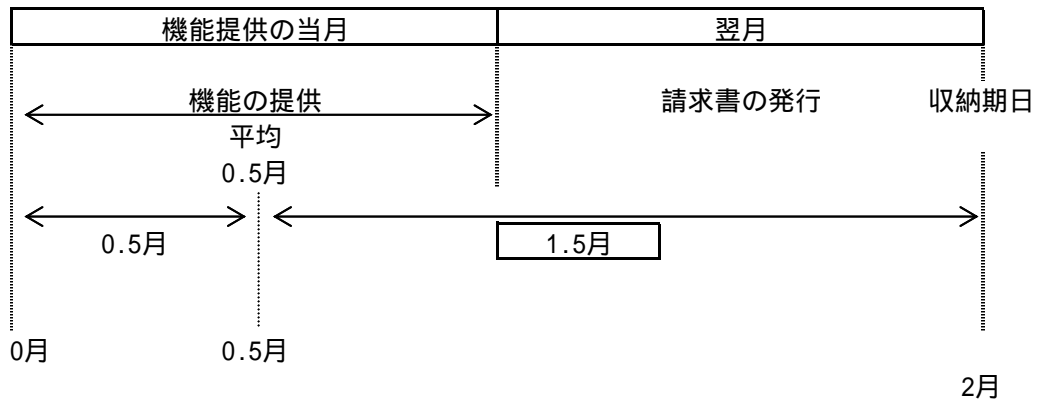 機能提供の当月 翌月
機能の提供 請求書の発行 収納期日
平均
0.5月
0.5月 1.5月
0月 0.5月
2月